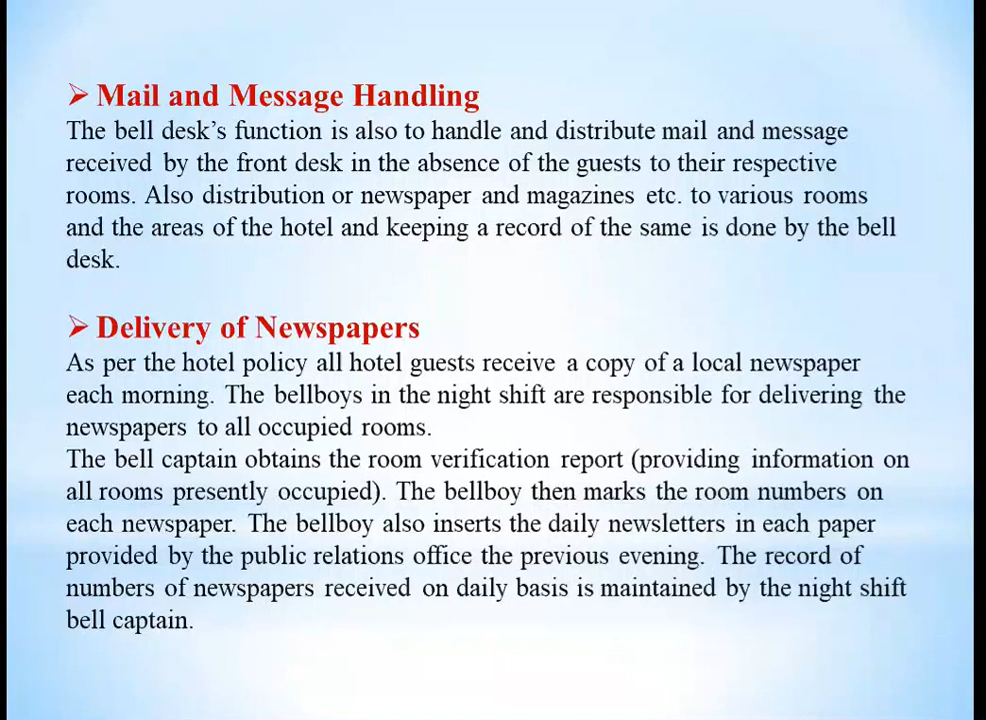 ➢ Mail and Message Handling
The bell desk's function is also to handle and distribute mail and message
received by the front desk in the absence of the guests to their respective
rooms. Also distribution or newspaper and magazines etc. to various rooms
and the areas of the hotel and keeping a record of the same is done by the bell
desk.
➢ Delivery of Newspapers
As per the hotel policy all hotel guests receive a copy of a local newspaper
each morning. The bellboys in the night shift are responsible for delivering the
newspapers to all occupied rooms.
The bell captain obtains the room verification report (providing information on
all rooms presently occupied). The bellboy then marks the room numbers on
each newspaper. The bellboy also inserts the daily newsletters in each paper
provided by the public relations office the previous evening. The record of
numbers of newspapers received on daily basis is maintained by the night shift
bell captain.